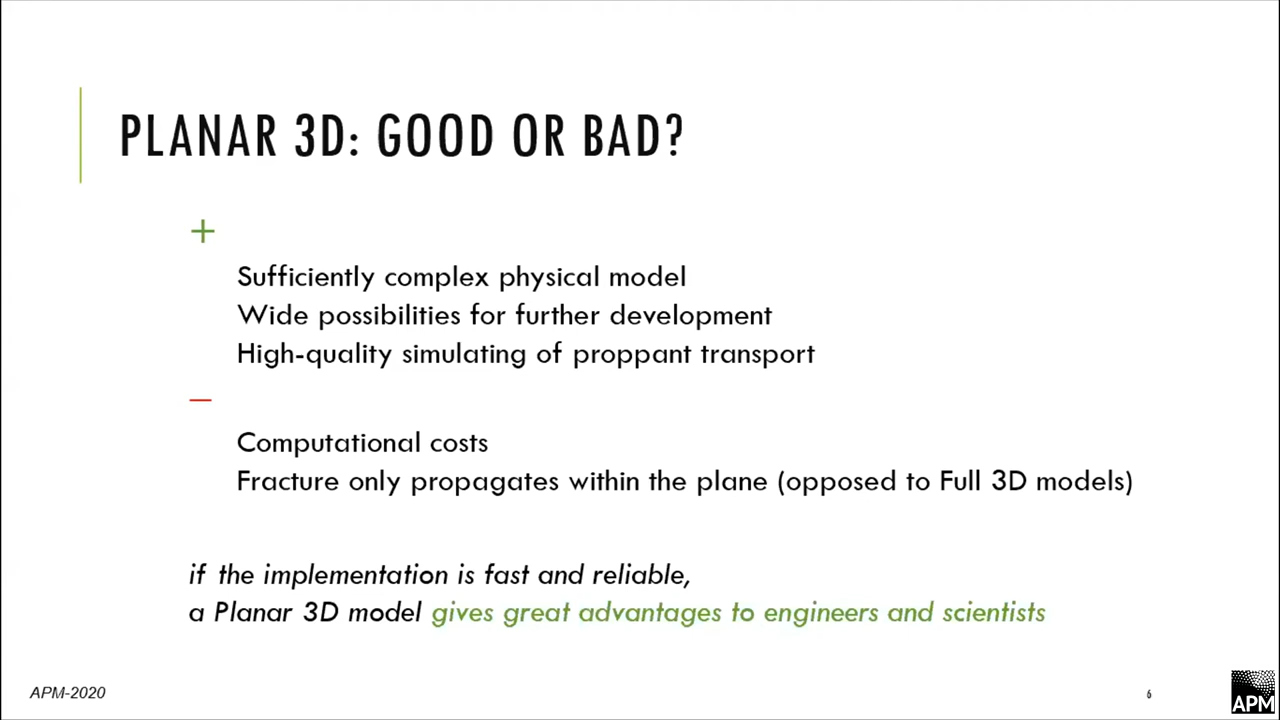 PLANAR 3D: GOOD OR BAD?
+
Sufficiently complex physical model
Wide possibilities for further development
High-quality simulating of proppant transport
–
Computational costs
Fracture only propagates within the plane (opposed to Full 3D models)
if the implementation is fast and reliable,
a Planar 3D model gives great advantages to engineers and scientists
APM-2020
6
APM